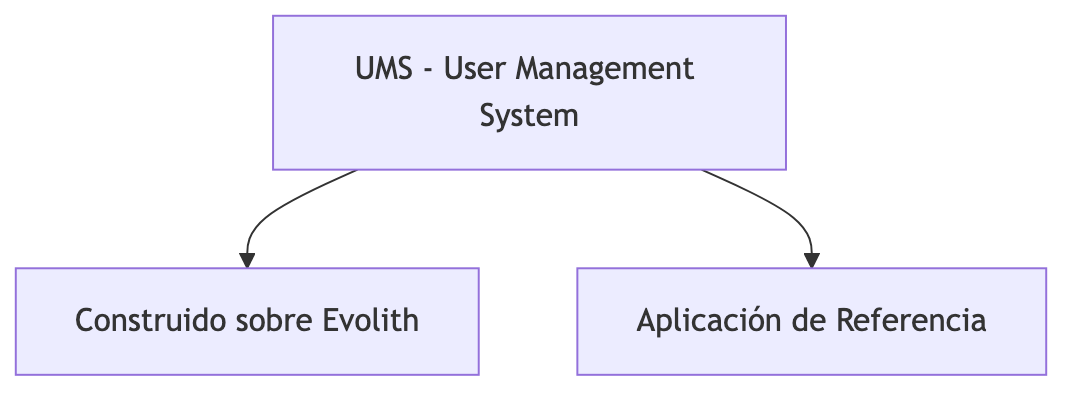 UMS - User Management
System
Construido sobre Evolith
Aplicación de Referencia